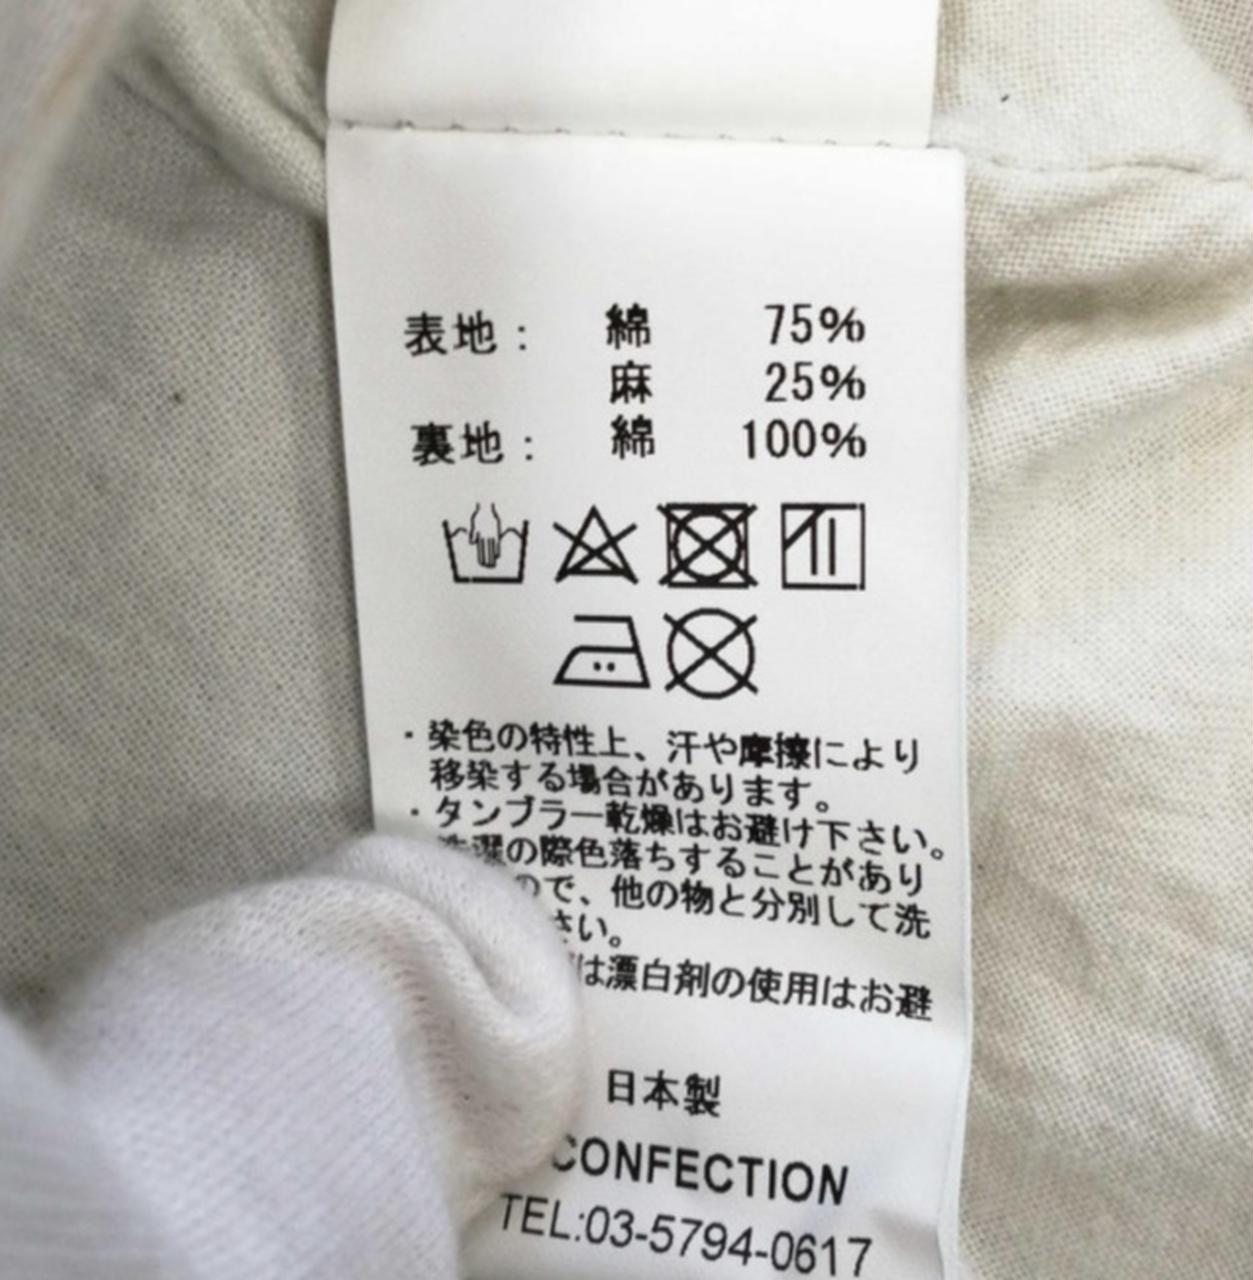 表地： 綿 75%
麻 25%
裏地： 綿 100%
・染色の特性上、汗や摩擦により
移染する場合があります。
・タンブラー乾燥はお避け下さい。
洗濯の際色落ちすることがあり
ので、他の物と分別して洗
さい。
は漂白剤の使用はお避
日本製
CONFECTION
TEL:03-5794-0617